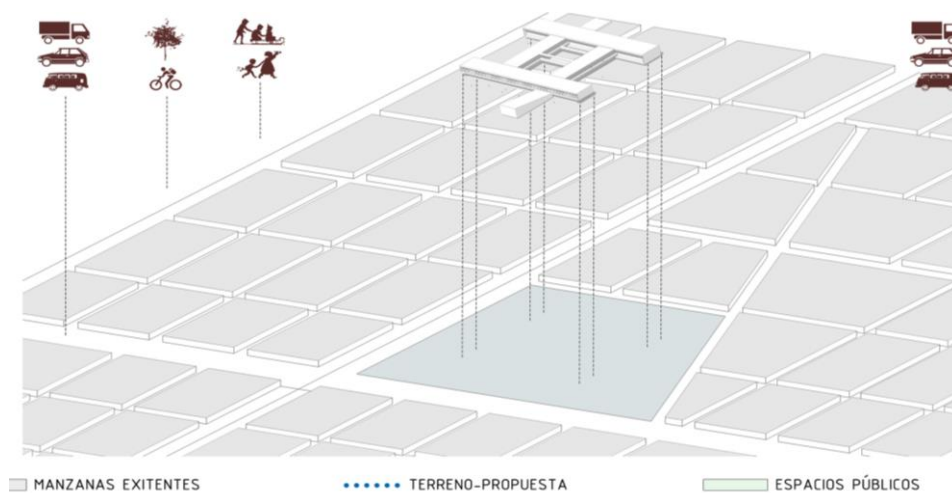 MANZANAS EXITENTES
TERRENO-PROPUESTA
ESPACIOS PÚBLICOS